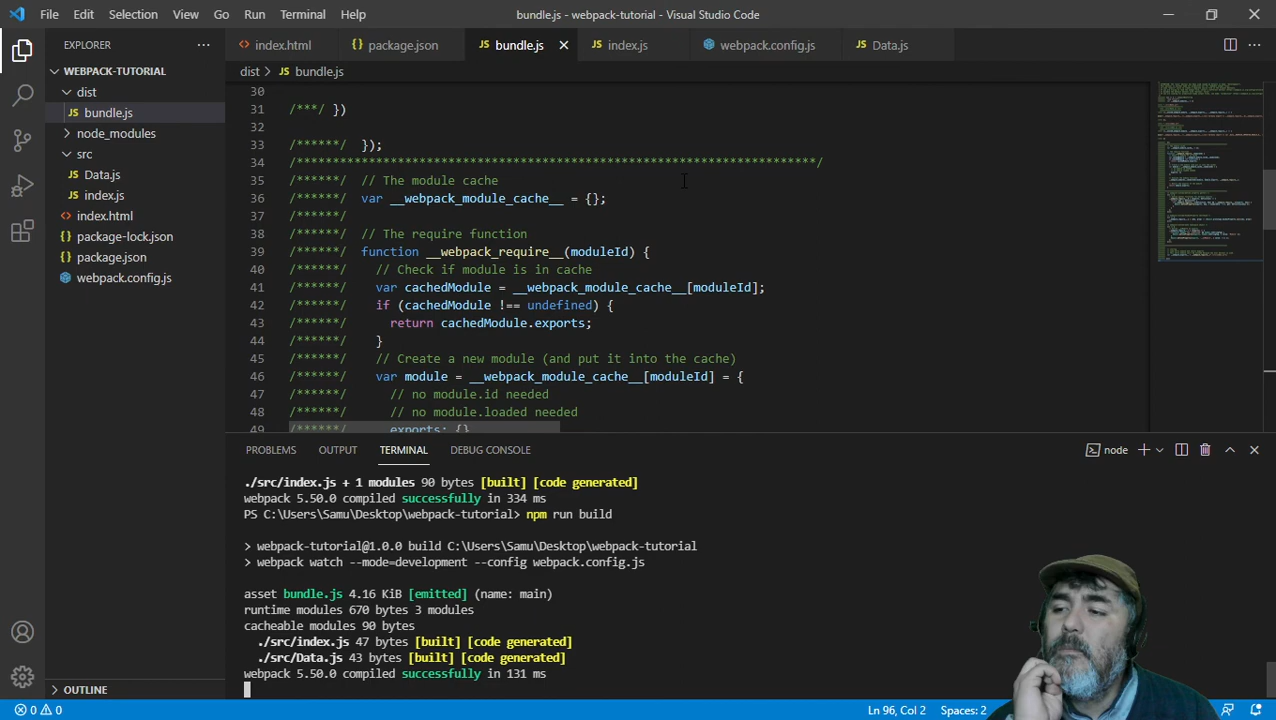 File Edit Selection View Go Run Terminal Help bundle.js - webpack-tutorial - Visual Studio Code
EXPLORER
WEBPACK-TUTORIAL
dist
bundle.js
node_modules
src
Data.js
index.js
index.html
package-lock.json
package.json
webpack.config.js
OUTLINE
index.html package.json bundle.js index.js webpack.config.js Data.js
dist > bundle.js
30
31 /***/ })
32
33 /******/ });
34 /************************************************************************/
35 /******/ // The module cache
36 /******/ var __webpack_module_cache__ = {};
37 /******/
38 /******/ // The require function
39 /******/ function __webpack_require__(moduleId) {
40 /******/ // Check if module is in cache
41 /******/ var cachedModule = __webpack_module_cache__[moduleId];
42 /******/ if (cachedModule !== undefined) {
43 /******/ return cachedModule.exports;
44 /******/ }
45 /******/ // Create a new module (and put it into the cache)
46 /******/ var module = __webpack_module_cache__[moduleId] = {
47 /******/ // no module.id needed
48 /******/ // no module.loaded needed
49 /******/ exports: {}
PROBLEMS OUTPUT TERMINAL DEBUG CONSOLE node
./src/index.js + 1 modules 90 bytes [built] [code generated]
webpack 5.50.0 compiled successfully in 334 ms
PS C:\Users\Samu\Desktop\webpack-tutorial> npm run build
> webpack-tutorial@1.0.0 build C:\Users\Samu\Desktop\webpack-tutorial
> webpack watch --mode=development --config webpack.config.js
asset bundle.js 4.16 KiB [emitted] (name: main)
runtime modules 670 bytes 3 modules
cacheable modules 90 bytes
./src/index.js 47 bytes [built] [code generated]
./src/Data.js 43 bytes [built] [code generated]
webpack 5.50.0 compiled successfully in 131 ms
0 0 Ln 96, Col 2 Spaces: 2